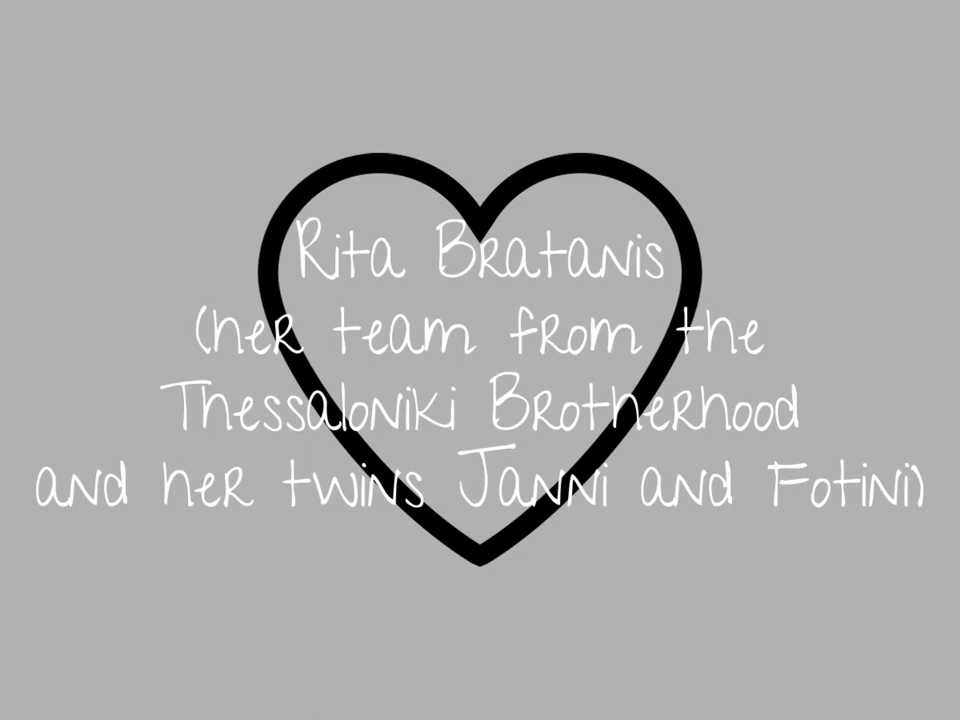 Rita Bratanis
(her team from the
Thessaloniki Brotherhood
and her twins Janni and Fotini)